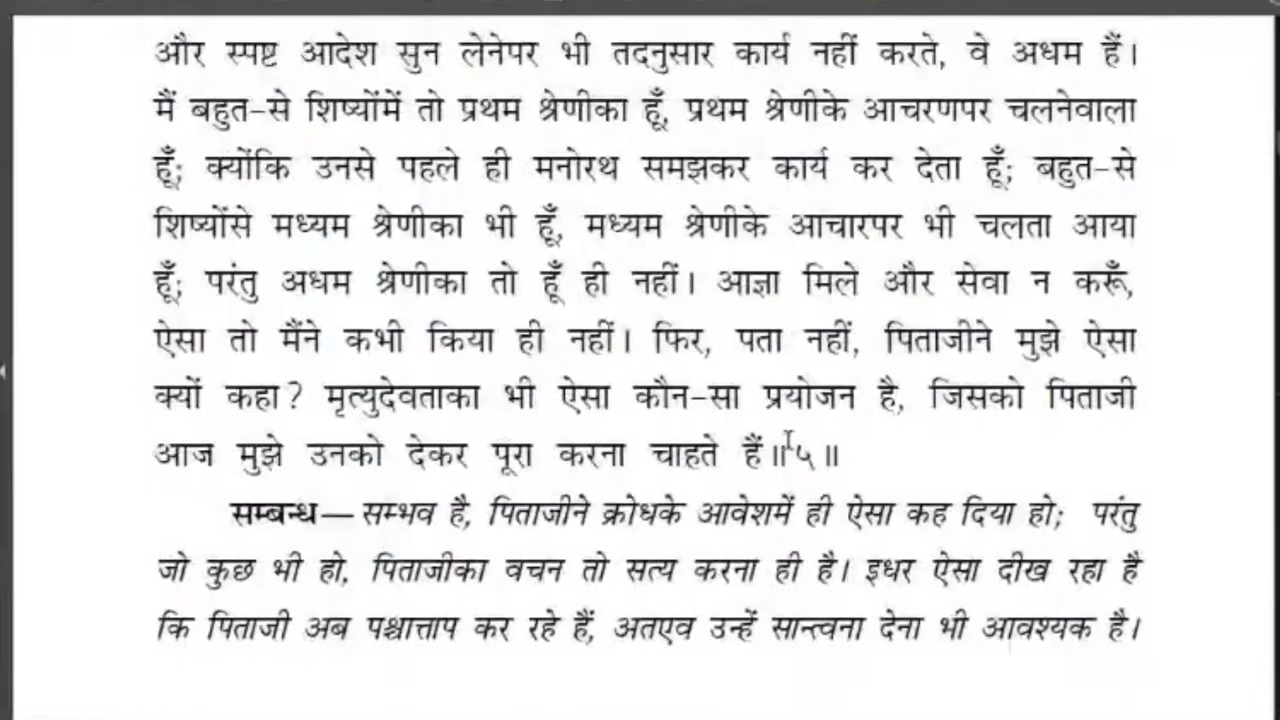 और स्पष्ट आदेश सुन लेनेपर भी तदनुसार कार्य नहीं करते, वे अधम हैं।
मैं बहुत-से शिष्योंमें तो प्रथम श्रेणीका हूँ, प्रथम श्रेणीके आचरणपर चलनेवाला
हूँ; क्योंकि उनसे पहले ही मनोरथ समझकर कार्य कर देता हूँ; बहुत-से
शिष्योंसे मध्यम श्रेणीका भी हूँ, मध्यम श्रेणीके आचारपर भी चलता आया
हूँ; परंतु अधम श्रेणीका तो हूँ ही नहीं। आज्ञा मिले और सेवा न करूँ,
ऐसा तो मैंने कभी किया ही नहीं। फिर, पता नहीं, पिताजीने मुझे ऐसा
क्यों कहा? मृत्युदेवताका भी ऐसा कौन-सा प्रयोजन है, जिसको पिताजी
आज मुझे उनको देकर पूरा करना चाहते हैं॥ ५॥
सम्बन्ध— सम्भव है, पिताजीने क्रोधके आवेशमें ही ऐसा कह दिया हो; परंतु
जो कुछ भी हो, पिताजीका वचन तो सत्य करना ही है। इधर ऐसा दीख रहा है
कि पिताजी अब पश्चात्ताप कर रहे हैं, अतएव उन्हें सान्त्वना देना भी आवश्यक है।